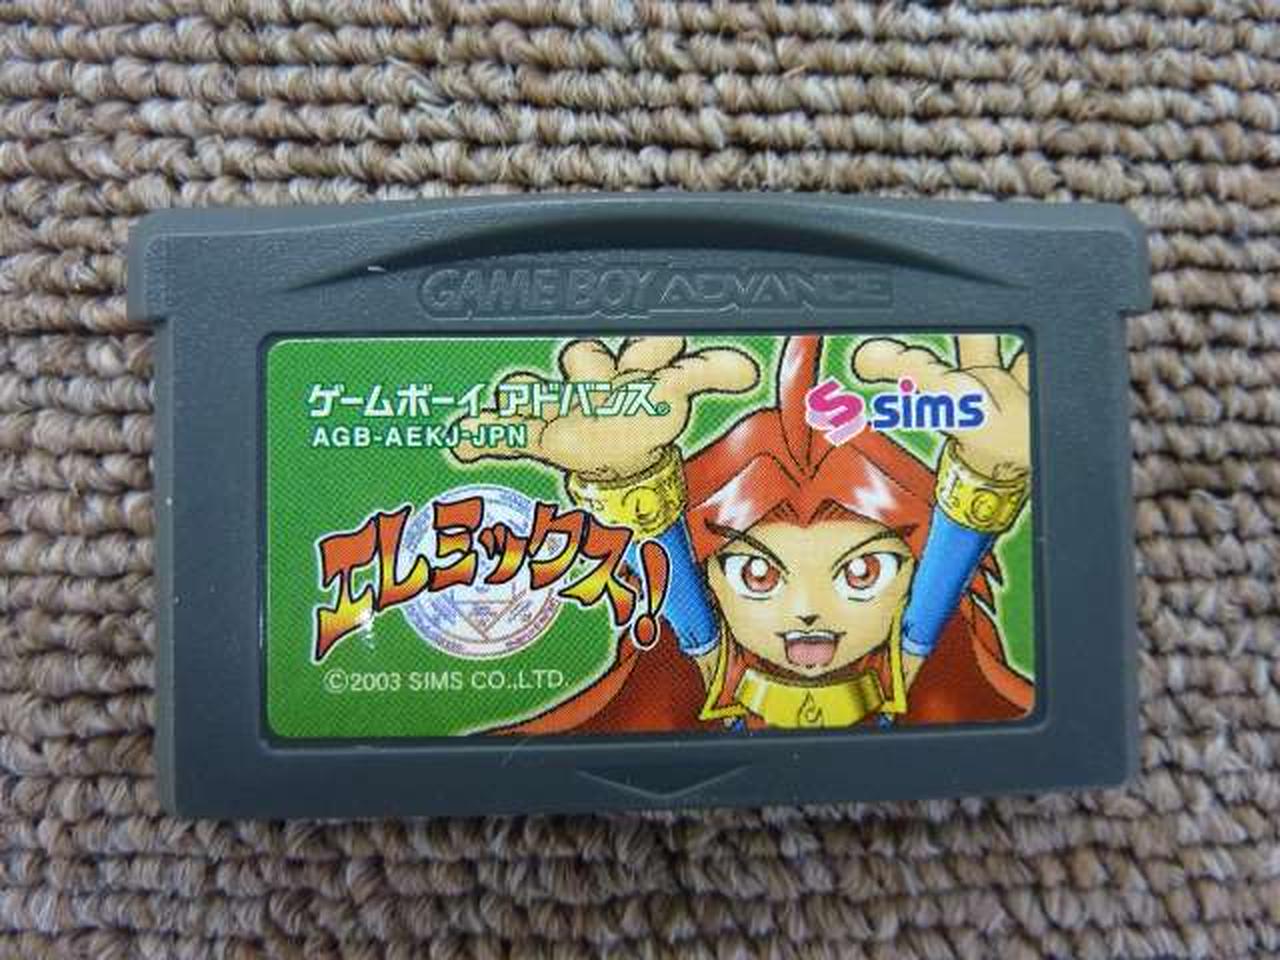 GAME BOY ADVANCE
ゲームボーイアドバンス®
sims
AGB-AEKJ-JPN
エレミックス!
©2003 SIMS CO.,LTD.